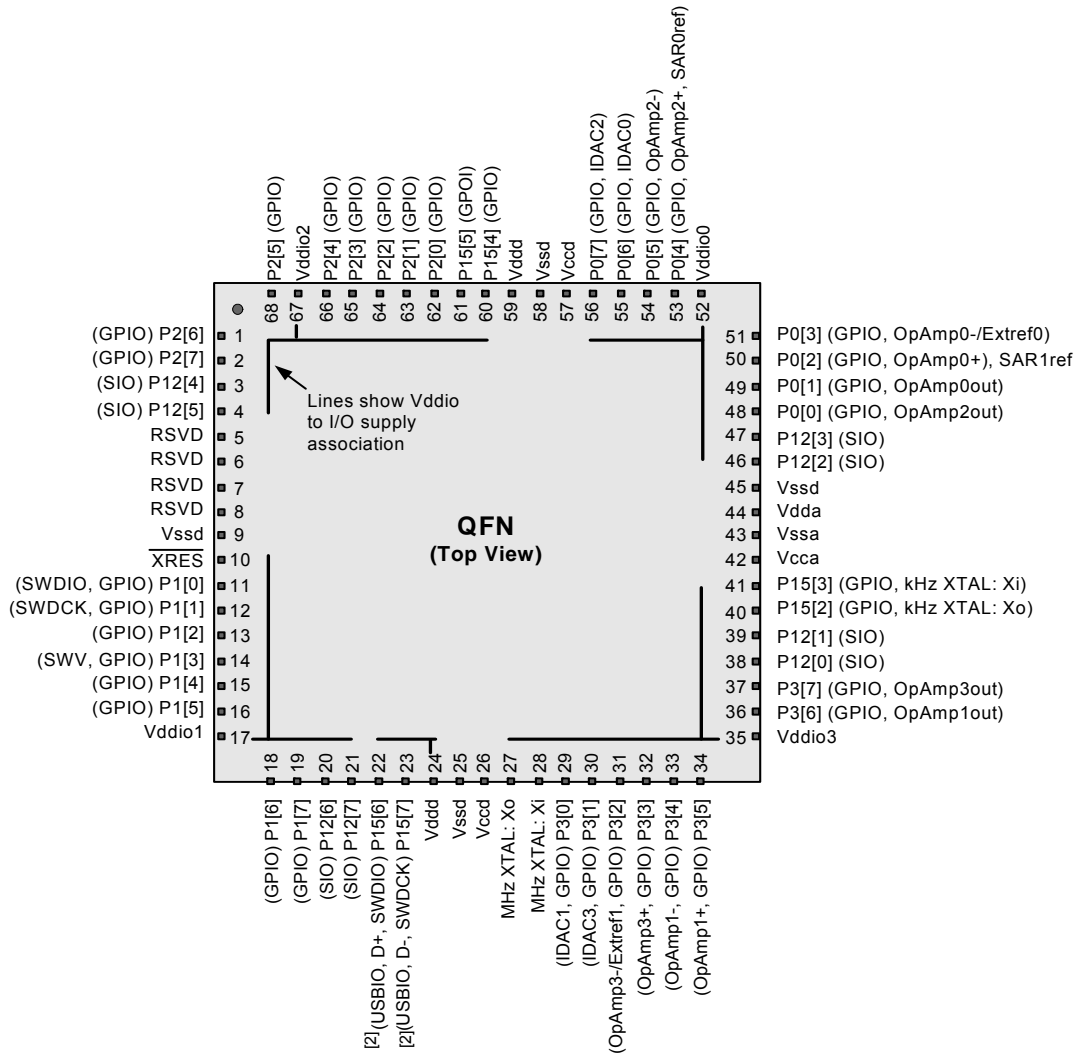 P2[5] (GPIO)
Vddio2
P2[4] (GPIO)
P2[3] (GPIO)
P2[2] (GPIO)
P2[1] (GPIO)
P2[0] (GPIO)
P15[5] (GPOI)
P15[4] (GPIO)
Vddd
Vssd
Vccd
P0[7] (GPIO, IDAC2)
P0[6] (GPIO, IDAC0)
P0[5] (GPIO, OpAmp2-)
P0[4] (GPIO, OpAmp2+, SAR0ref)
Vddio0
68
67
66
65
64
63
62
61
60
59
58
57
56
55
54
53
52
(GPIO) P2[6] 1
(GPIO) P2[7] 2
(SIO) P12[4] 3
(SIO) P12[5] 4
RSVD 5
RSVD 6
RSVD 7
RSVD 8
Vssd 9
XRES 10
(SWDIO, GPIO) P1[0] 11
(SWDCK, GPIO) P1[1] 12
(GPIO) P1[2] 13
(SWV, GPIO) P1[3] 14
(GPIO) P1[4] 15
(GPIO) P1[5] 16
Vddio1 17
Lines show Vddio
to I/O supply
association
QFN
(Top View)
51 P0[3] (GPIO, OpAmp0-/Extref0)
50 P0[2] (GPIO, OpAmp0+), SAR1ref
49 P0[1] (GPIO, OpAmp0out)
48 P0[0] (GPIO, OpAmp2out)
47 P12[3] (SIO)
46 P12[2] (SIO)
45 Vssd
44 Vdda
43 Vssa
42 Vcca
41 P15[3] (GPIO, kHz XTAL: Xi)
40 P15[2] (GPIO, kHz XTAL: Xo)
39 P12[1] (SIO)
38 P12[0] (SIO)
37 P3[7] (GPIO, OpAmp3out)
36 P3[6] (GPIO, OpAmp1out)
35 Vddio3
18
19
20
21
22
23
24
25
26
27
28
29
30
31
32
33
34
(GPIO) P1[6]
(GPIO) P1[7]
(SIO) P12[6]
(SIO) P12[7]
[2](USBIO, D+, SWDIO) P15[6]
[2](USBIO, D-, SWDCK) P15[7]
Vddd
Vssd
Vccd
MHz XTAL: Xo
MHz XTAL: Xi
(IDAC1, GPIO) P3[0]
(IDAC3, GPIO) P3[1]
(OpAmp3-/Extref1, GPIO) P3[2]
(OpAmp3+, GPIO) P3[3]
(OpAmp1-, GPIO) P3[4]
(OpAmp1+, GPIO) P3[5]